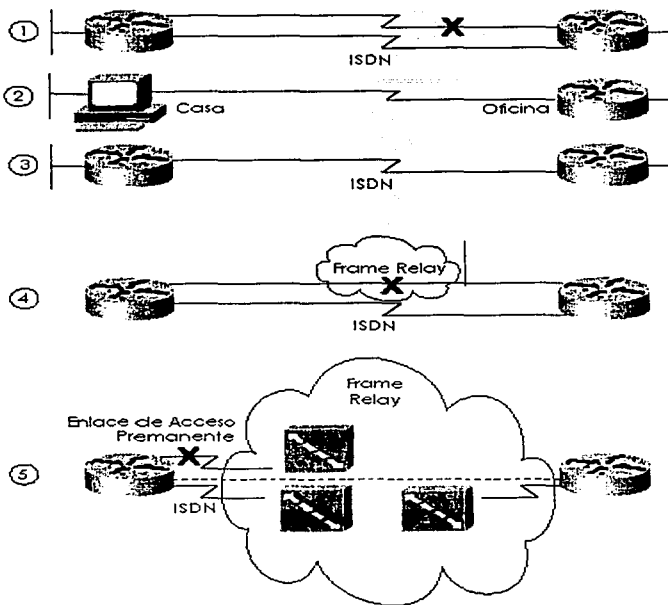 1
ISDN
2
Casa
Oficina
3
ISDN
Frame Relay
4
ISDN
Frame
Relay
Enlace de Acceso
Premanente
5
ISDN